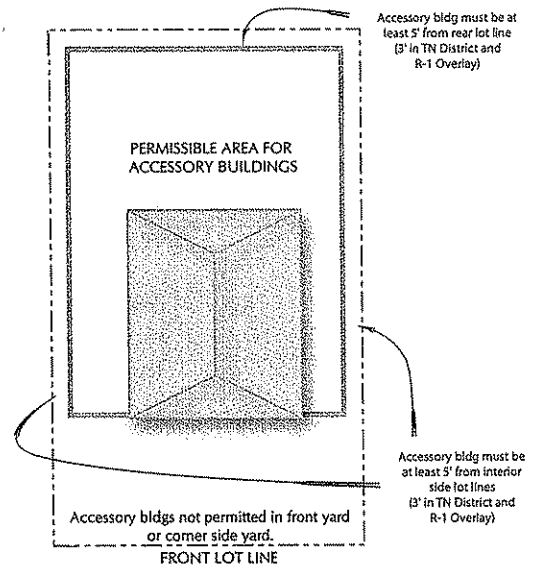 Accessory bldg must be at
least 5' from rear lot line
(3' in TN District and
R-1 Overlay)
PERMISSIBLE AREA FOR
ACCESSORY BUILDINGS
Accessory bldg must be
at least 5' from interior
side lot lines
(3' in TN District and
R-1 Overlay)
Accessory bldgs not permitted in front yard
or corner side yard.
FRONT LOT LINE